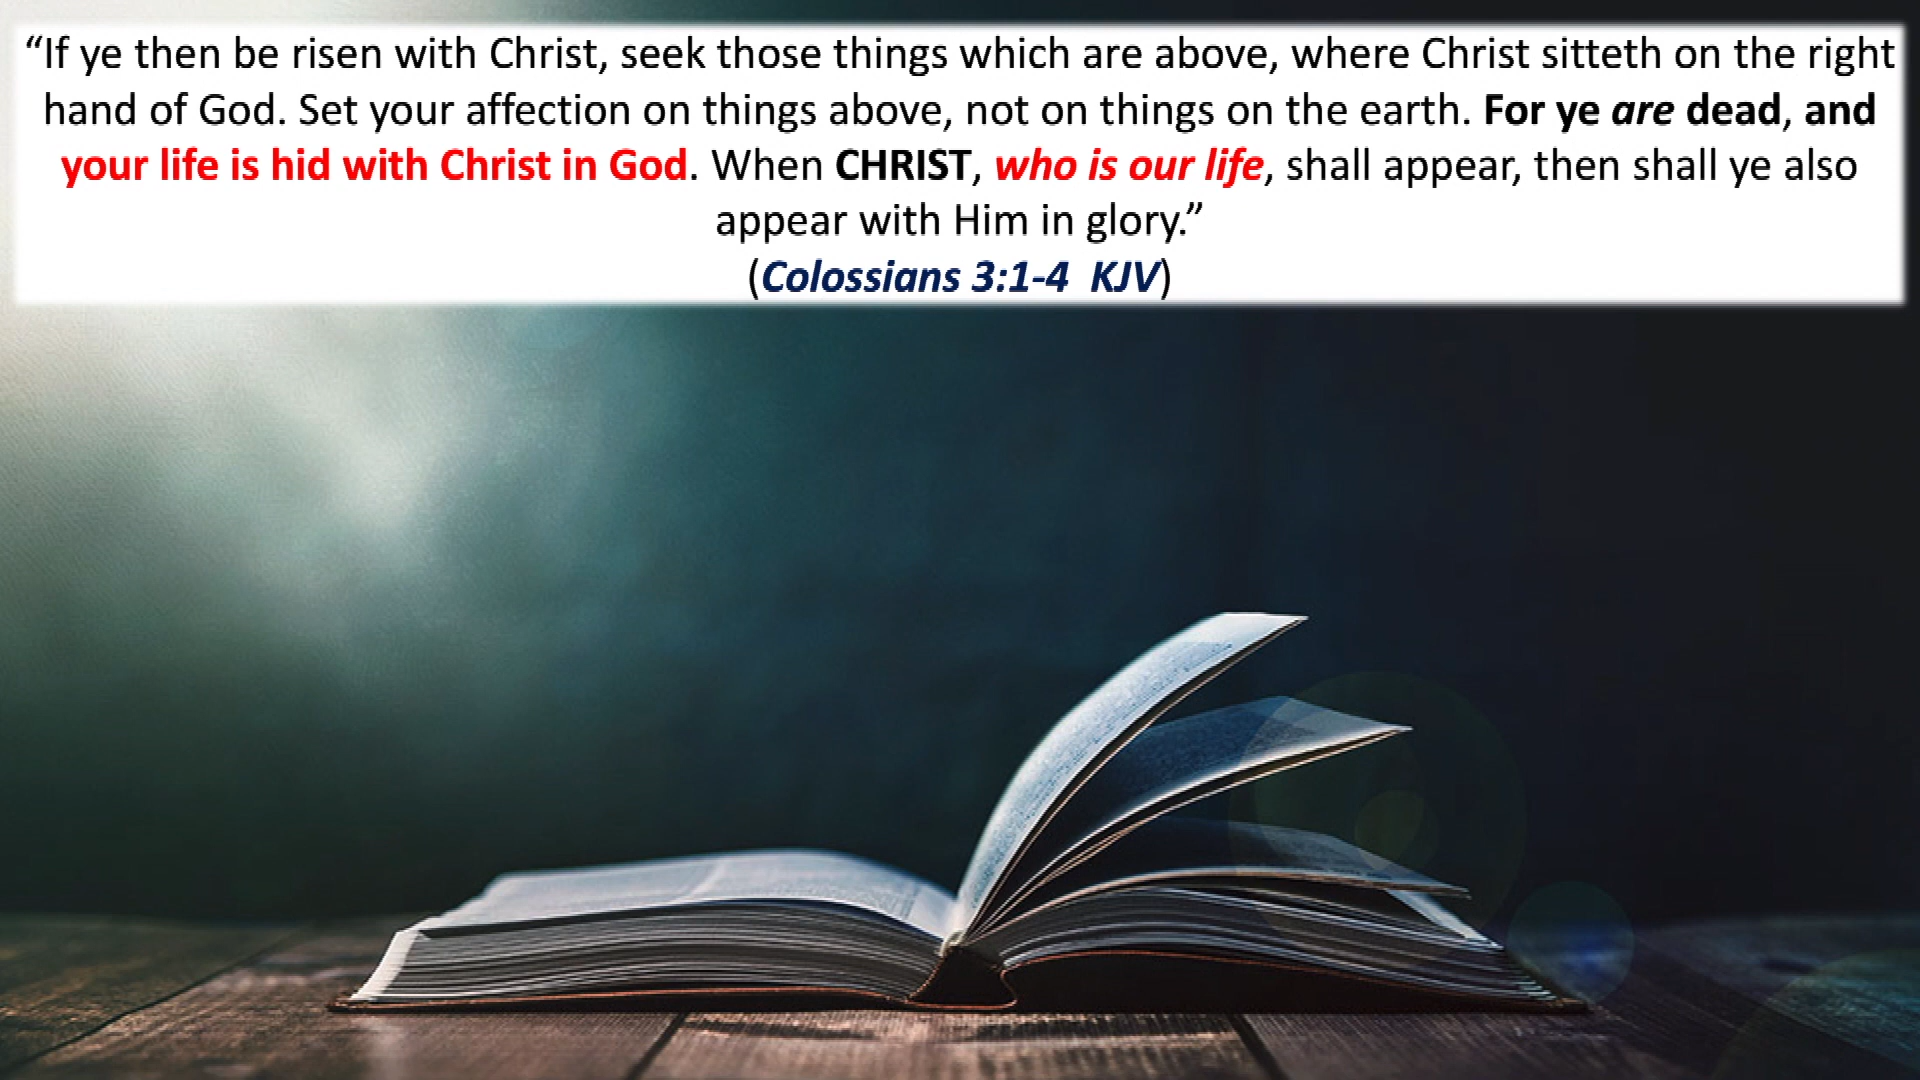 “If ye then be risen with Christ, seek those things which are above, where Christ sitteth on the right
hand of God. Set your affection on things above, not on things on the earth. For ye are dead, and
your life is hid with Christ in God. When CHRIST, who is our life, shall appear, then shall ye also
appear with Him in glory.”
(Colossians 3:1-4  KJV)